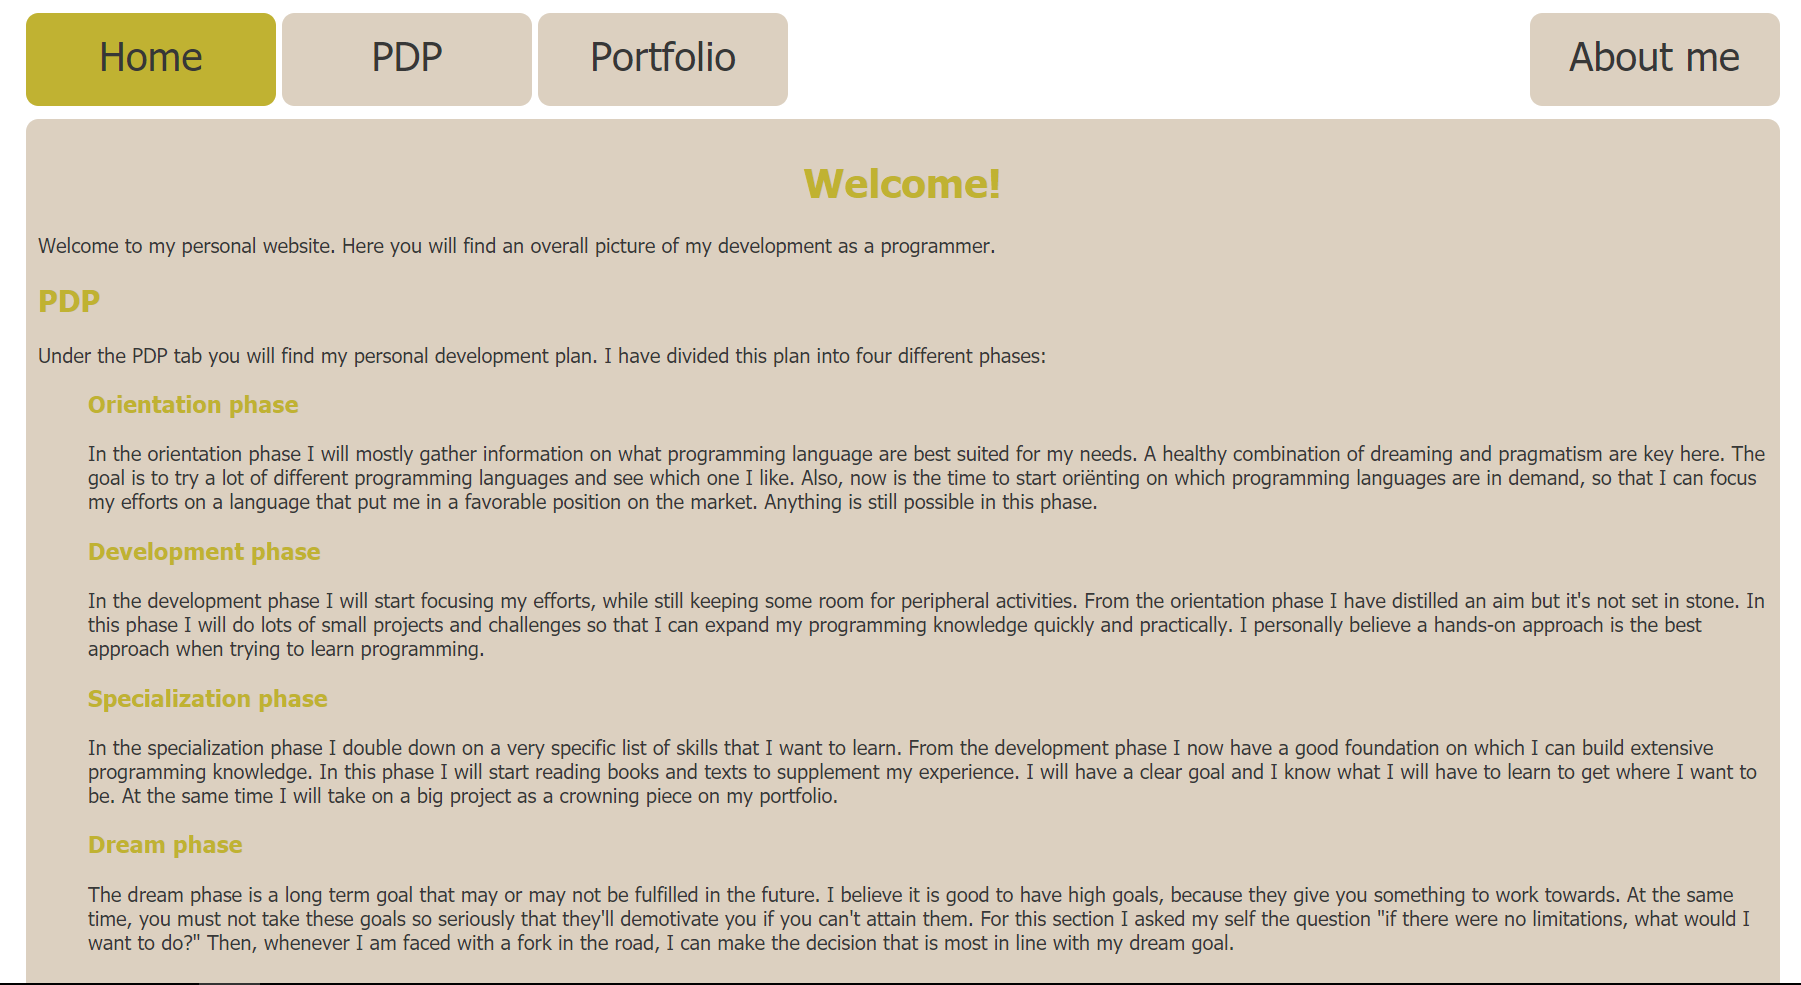 Home
PDP
Portfolio
About me
Welcome!
Welcome to my personal website. Here you will find an overall picture of my development as a programmer.
PDP
Under the PDP tab you will find my personal development plan. I have divided this plan into four different phases:
Orientation phase
In the orientation phase I will mostly gather information on what programming language are best suited for my needs. A healthy combination of dreaming and pragmatism are key here. The
goal is to try a lot of different programming languages and see which one I like. Also, now is the time to start oriënting on which programming languages are in demand, so that I can focus
my efforts on a language that put me in a favorable position on the market. Anything is still possible in this phase.
Development phase
In the development phase I will start focusing my efforts, while still keeping some room for peripheral activities. From the orientation phase I have distilled an aim but it's not set in stone. In
this phase I will do lots of small projects and challenges so that I can expand my programming knowledge quickly and practically. I personally believe a hands-on approach is the best
approach when trying to learn programming.
Specialization phase
In the specialization phase I double down on a very specific list of skills that I want to learn. From the development phase I now have a good foundation on which I can build extensive
programming knowledge. In this phase I will start reading books and texts to supplement my experience. I will have a clear goal and I know what I will have to learn to get where I want to
be. At the same time I will take on a big project as a crowning piece on my portfolio.
Dream phase
The dream phase is a long term goal that may or may not be fulfilled in the future. I believe it is good to have high goals, because they give you something to work towards. At the same
time, you must not take these goals so seriously that they'll demotivate you if you can't attain them. For this section I asked my self the question "if there were no limitations, what would I
want to do?" Then, whenever I am faced with a fork in the road, I can make the decision that is most in line with my dream goal.